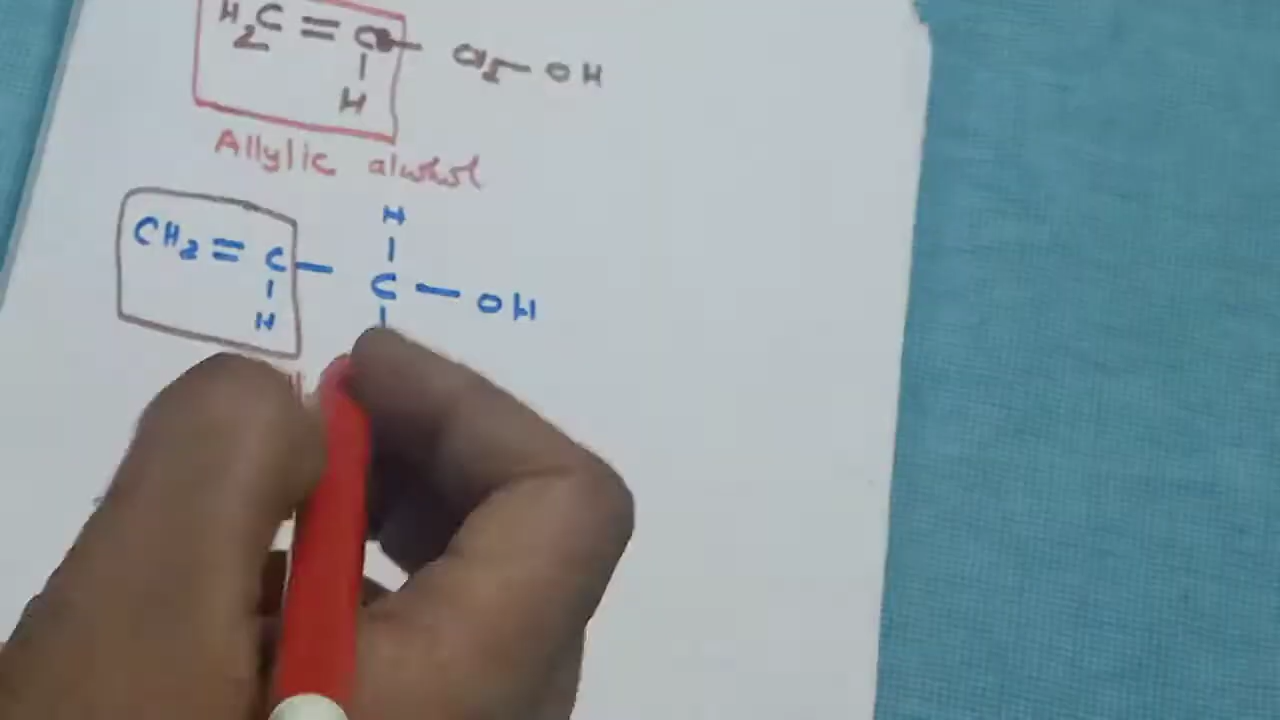 H₂C = C — CH₂ — OH
|
H
Allylic alcohol
H
|
CH₂ = C — C — OH
| |
H